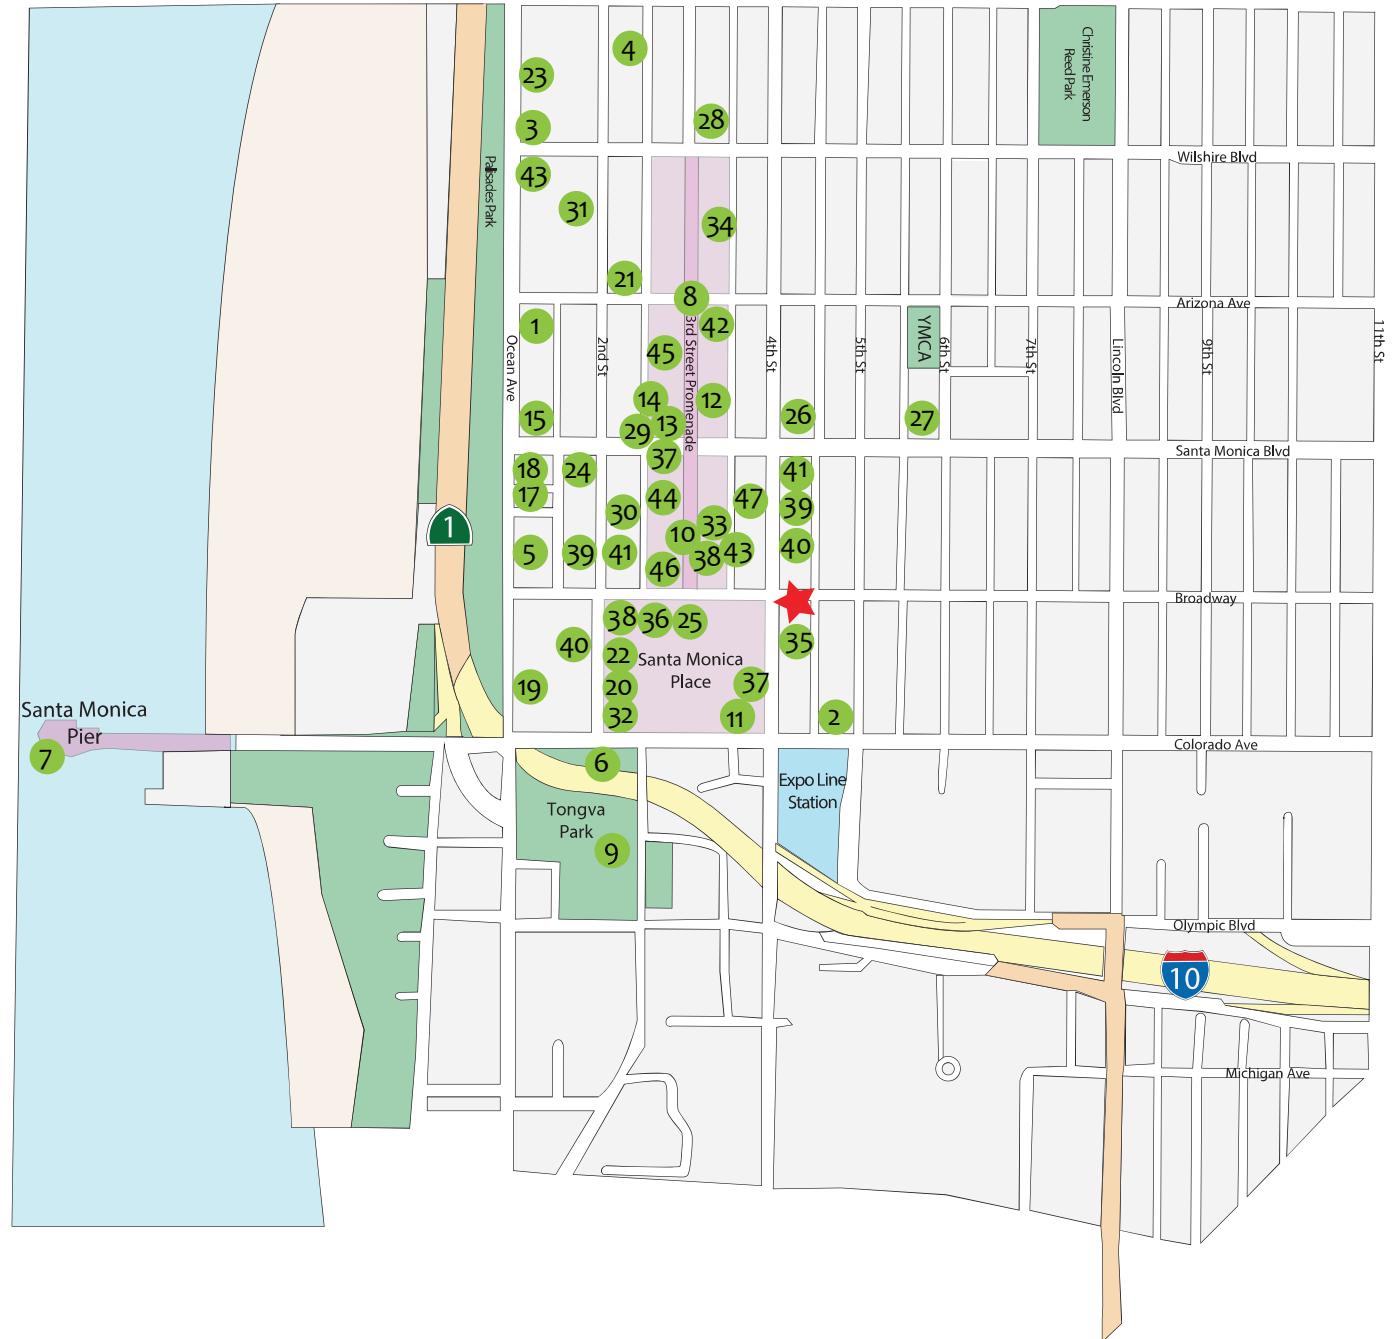 4
23
3
28
Christine Emerson
Reed Park
Wilshire Blvd
43
31
34
Palisades Park
21
8
Arizona Ave
1
42
45
YMCA
Ocean Ave
2nd St
3rd Street Promenade
4th St
5th St
6th St
7th St
Lincoln Blvd
9th St
11th St
14
12
15
29
13
26
27
37
Santa Monica Blvd
18
24
41
17
44
47
39
30
33
1
10
5
39
41
38
43
40
46
Broadway
38
36
25
35
40
22
Santa Monica
Place
19
20
37
32
11
2
Santa Monica
Pier
7
Colorado Ave
6
Expo Line
Station
Tongva
Park
9
Olympic Blvd
10
Michigan Ave